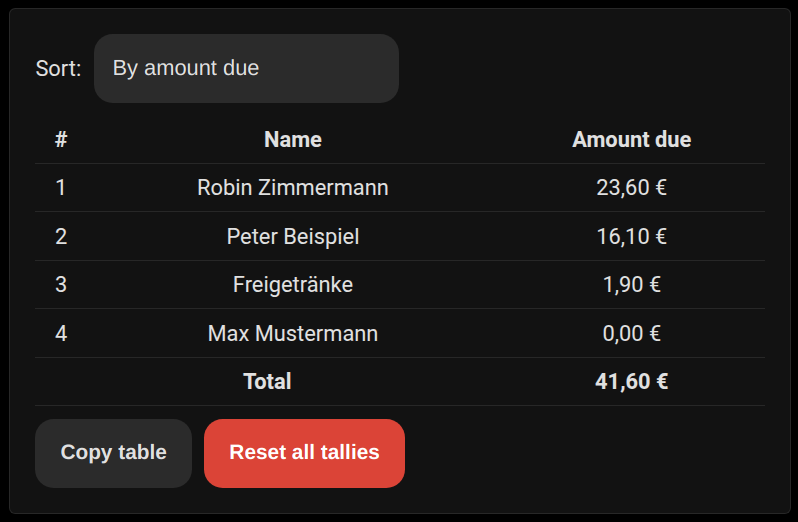 Sort: By amount due
# Name Amount due
1 Robin Zimmermann 23,60 €
2 Peter Beispiel 16,10 €
3 Freigetränke 1,90 €
4 Max Mustermann 0,00 €
Total 41,60 €
Copy table Reset all tallies